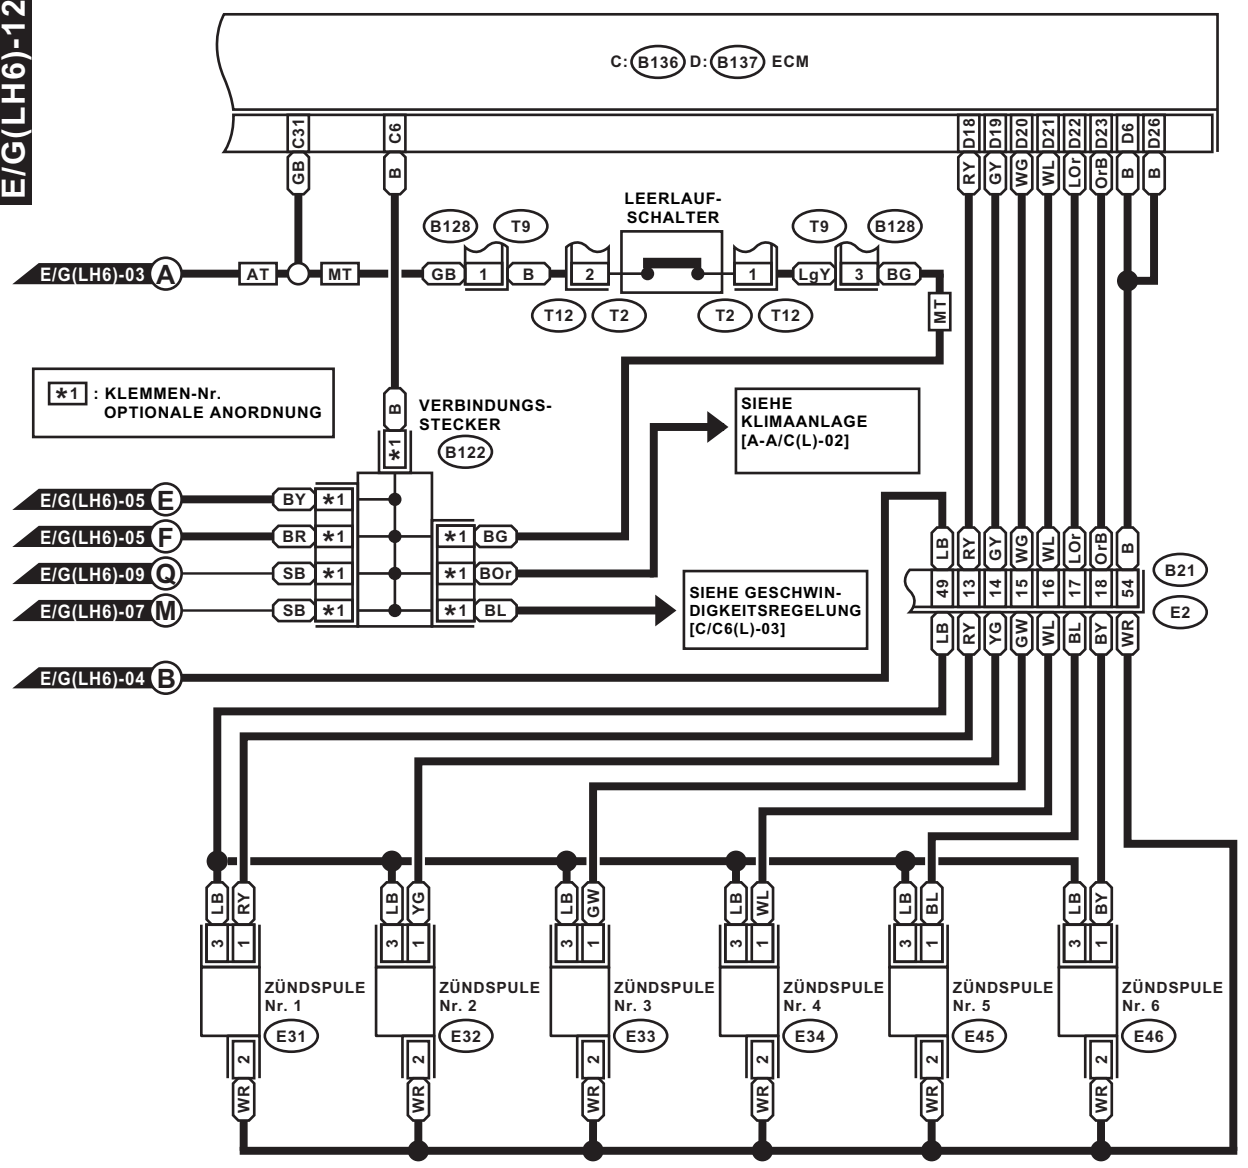 E/G(LH6)-12
C: B136 D: B137 ECM
C31 C6 D18 D19 D20 D21 D22 D23 D6 D26
GB B RY GY WG WL LOr OrB B B
LEERLAUF-
SCHALTER
B128 T9 T9 B128
E/G(LH6)-03 A AT MT GB 1 B 2 1 LgY 3 BG
T12 T2 T2 T12
MT
*1 : KLEMMEN-Nr.
OPTIONALE ANORDNUNG
B
*1
VERBINDUNGS-
STECKER
B122
SIEHE
KLIMAANLAGE
[A-A/C(L)-02]
E/G(LH6)-05 E BY *1
E/G(LH6)-05 F BR *1 *1 BG
E/G(LH6)-09 Q SB *1 *1 BOr
E/G(LH6)-07 M SB *1 *1 BL
SIEHE GESCHWIN-
DIGKEITSREGELUNG
[C/C6(L)-03]
LB RY GY WG WL LOr OrB B
49 13 14 15 16 17 18 54
B21
E2
LB RY YG GW WL BL BY WR
E/G(LH6)-04 B
LB RY LB YG LB GW LB WL LB BL LB BY
3 1 3 1 3 1 3 1 3 1 3 1
ZÜNDSPULE ZÜNDSPULE ZÜNDSPULE ZÜNDSPULE ZÜNDSPULE ZÜNDSPULE
Nr. 1 Nr. 2 Nr. 3 Nr. 4 Nr. 5 Nr. 6
E31 E32 E33 E34 E45 E46
2 2 2 2 2 2
WR WR WR WR WR WR